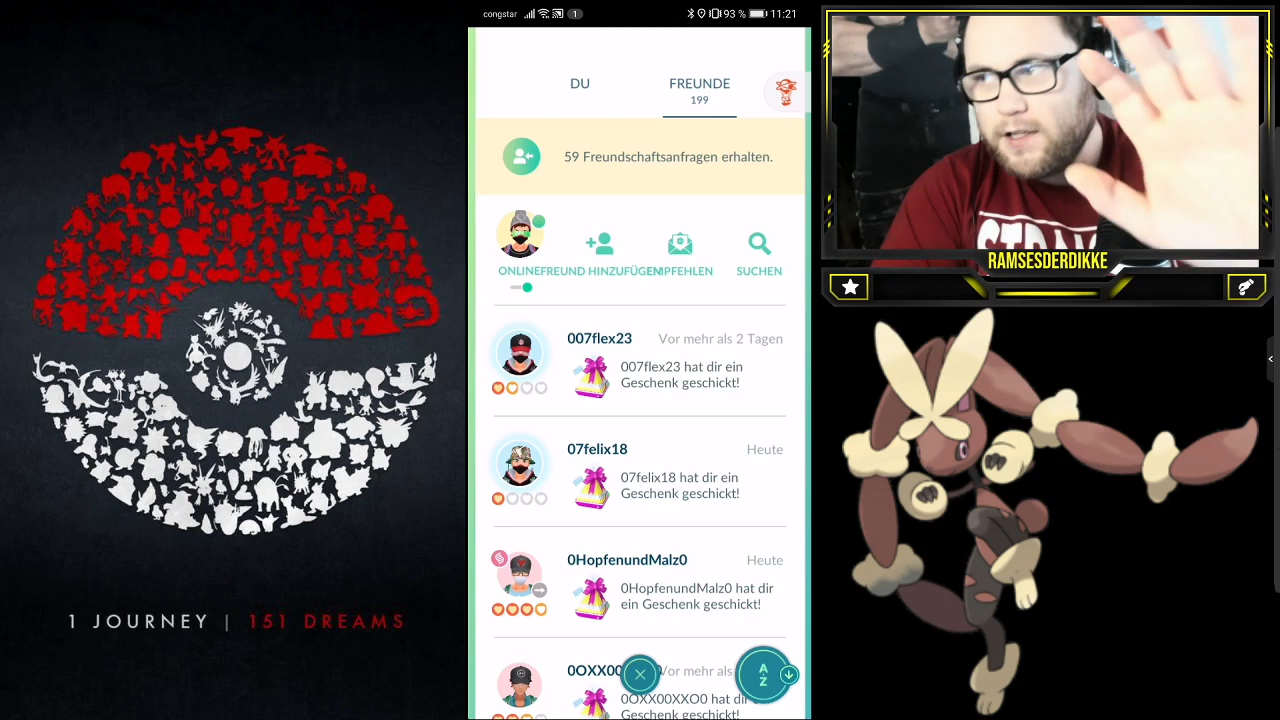 congstar 1 93 % 11:21
DU
FREUNDE
199
59 Freundschaftsanfragen erhalten.
ONLINE
FREUND HINZUFÜGEN
EMPFEHLEN
SUCHEN
007flex23 Vor mehr als 2 Tagen
007flex23 hat dir ein
Geschenk geschickt!
07felix18 Heute
07felix18 hat dir ein
Geschenk geschickt!
0HopfenundMalz0 Heute
0HopfenundMalz0 hat dir
ein Geschenk geschickt!
Vor mehr als
0OXX00XXO0 hat dir
Geschenk geschickt!
A
Z
1 JOURNEY | 151 DREAMS
RAMSESDERDIKKE